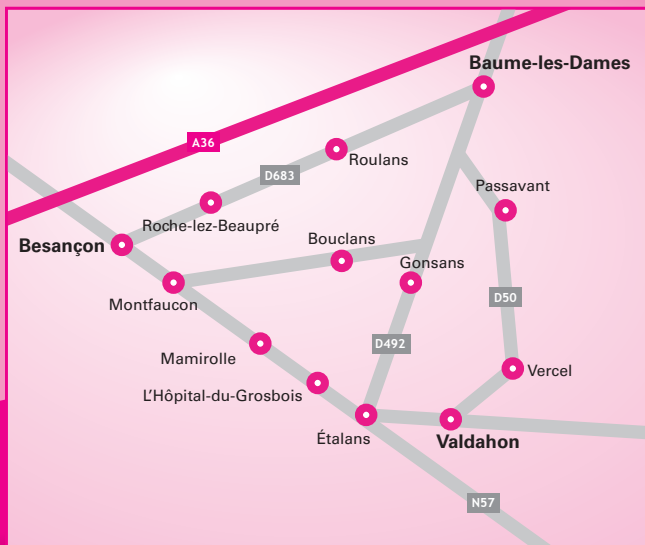 Baume-les-Dames
A36
Roulans
D683
Passavant
Roche-lez-Beaupré
Besançon
Bouclans
Gonsans
Montfaucon
D50
D492
Mamirolle
Vercel
L'Hôpital-du-Grosbois
Étalans
Valdahon
N57